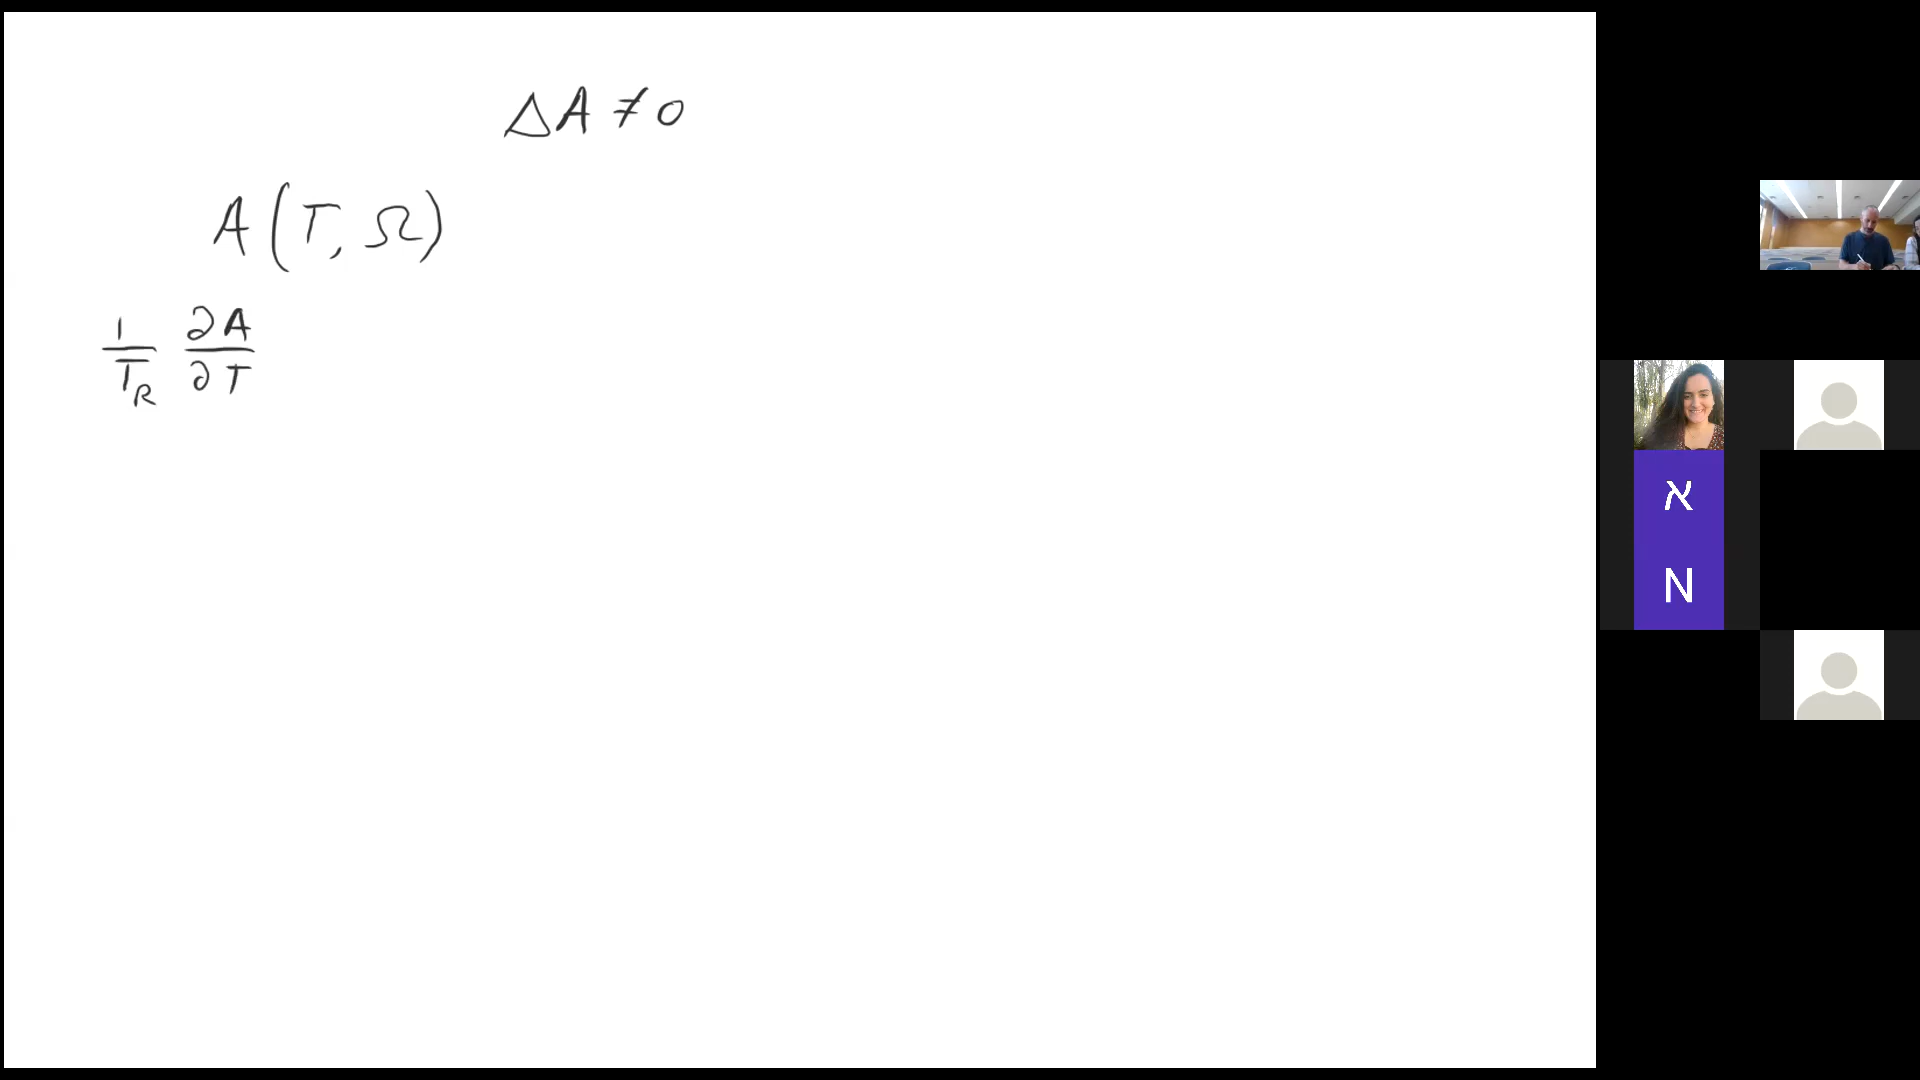 ΔA ≠ 0
A(T, Ω)
1/T_R ∂A/∂T
א
N